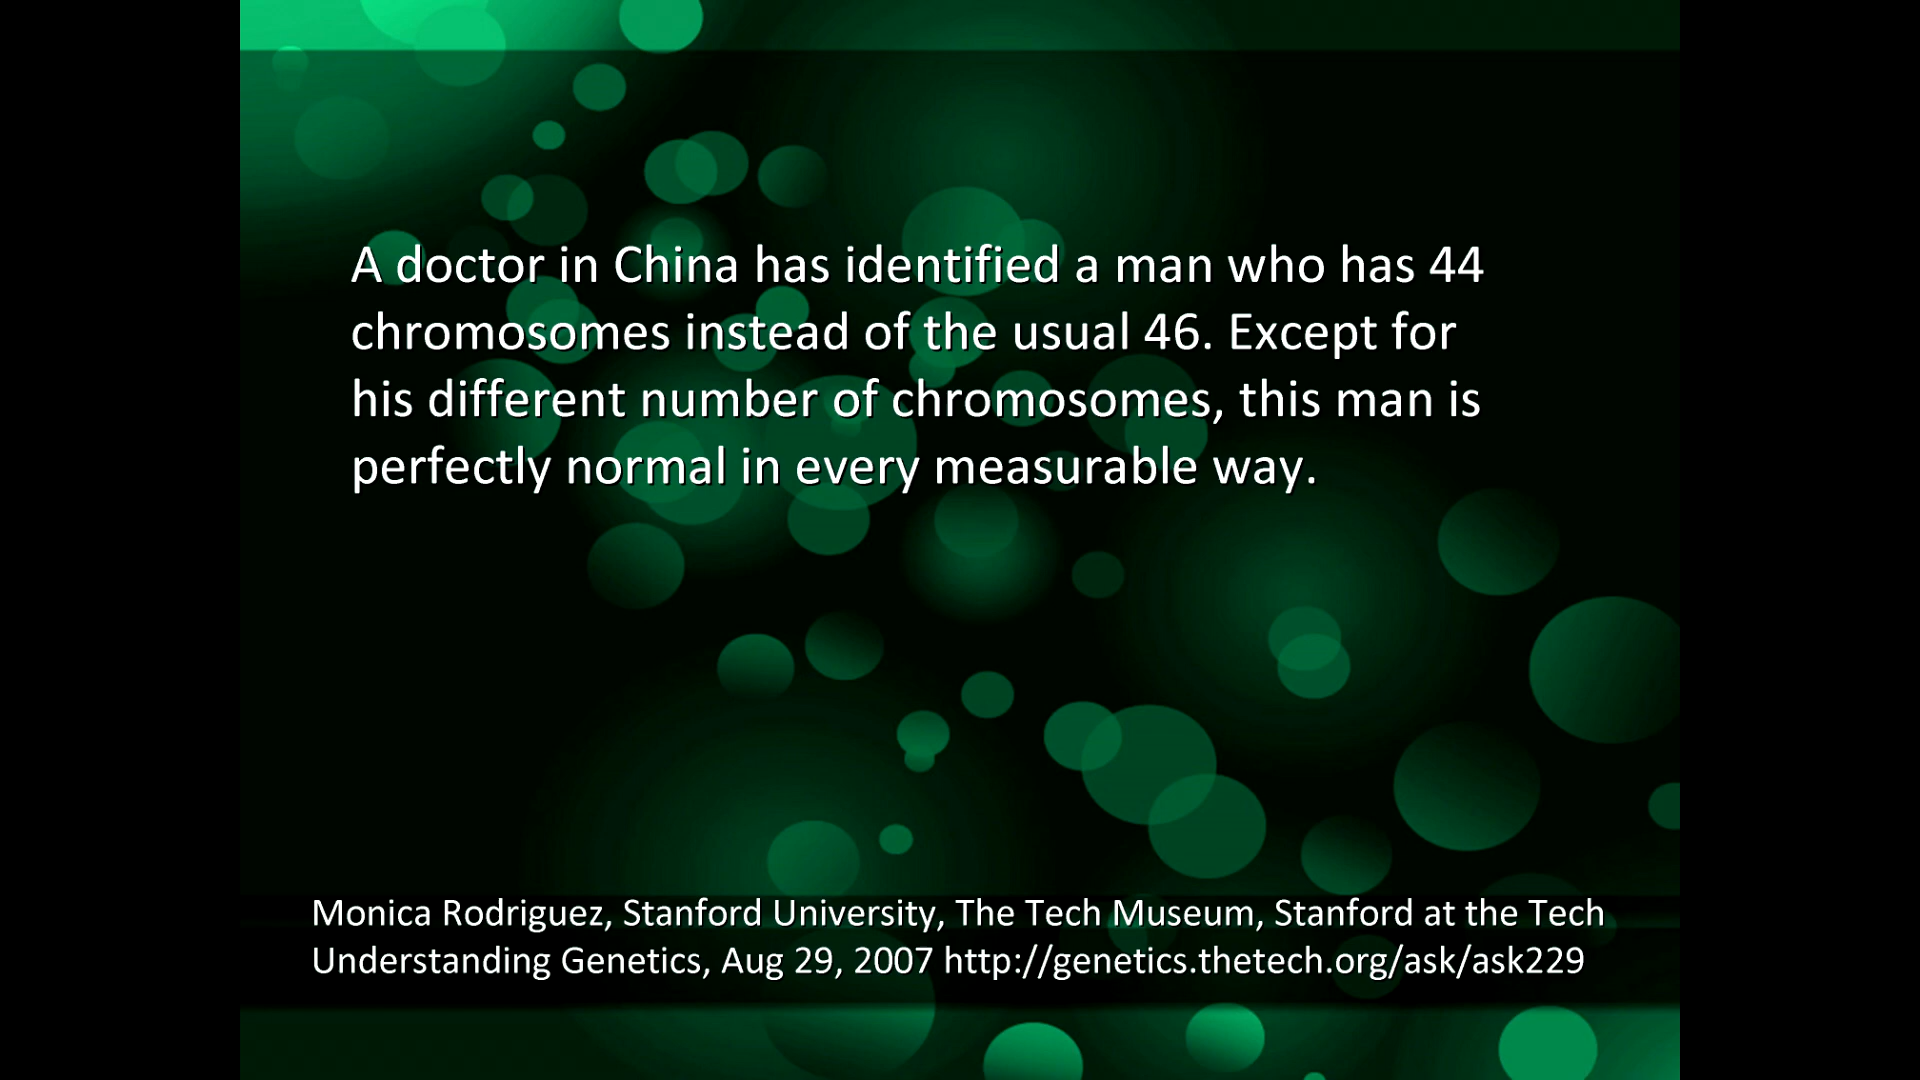 A doctor in China has identified a man who has 44
chromosomes instead of the usual 46. Except for
his different number of chromosomes, this man is
perfectly normal in every measurable way.
Monica Rodriguez, Stanford University, The Tech Museum, Stanford at the Tech
Understanding Genetics, Aug 29, 2007 http://genetics.thetech.org/ask/ask229